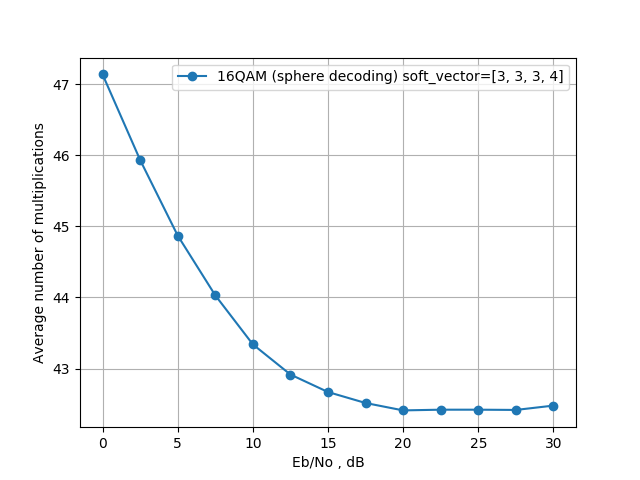 16QAM (sphere decoding) soft_vector=[3, 3, 3, 4]
47
46
45
44
43
Average number of multiplications
0 5 10 15 20 25 30
Eb/No , dB